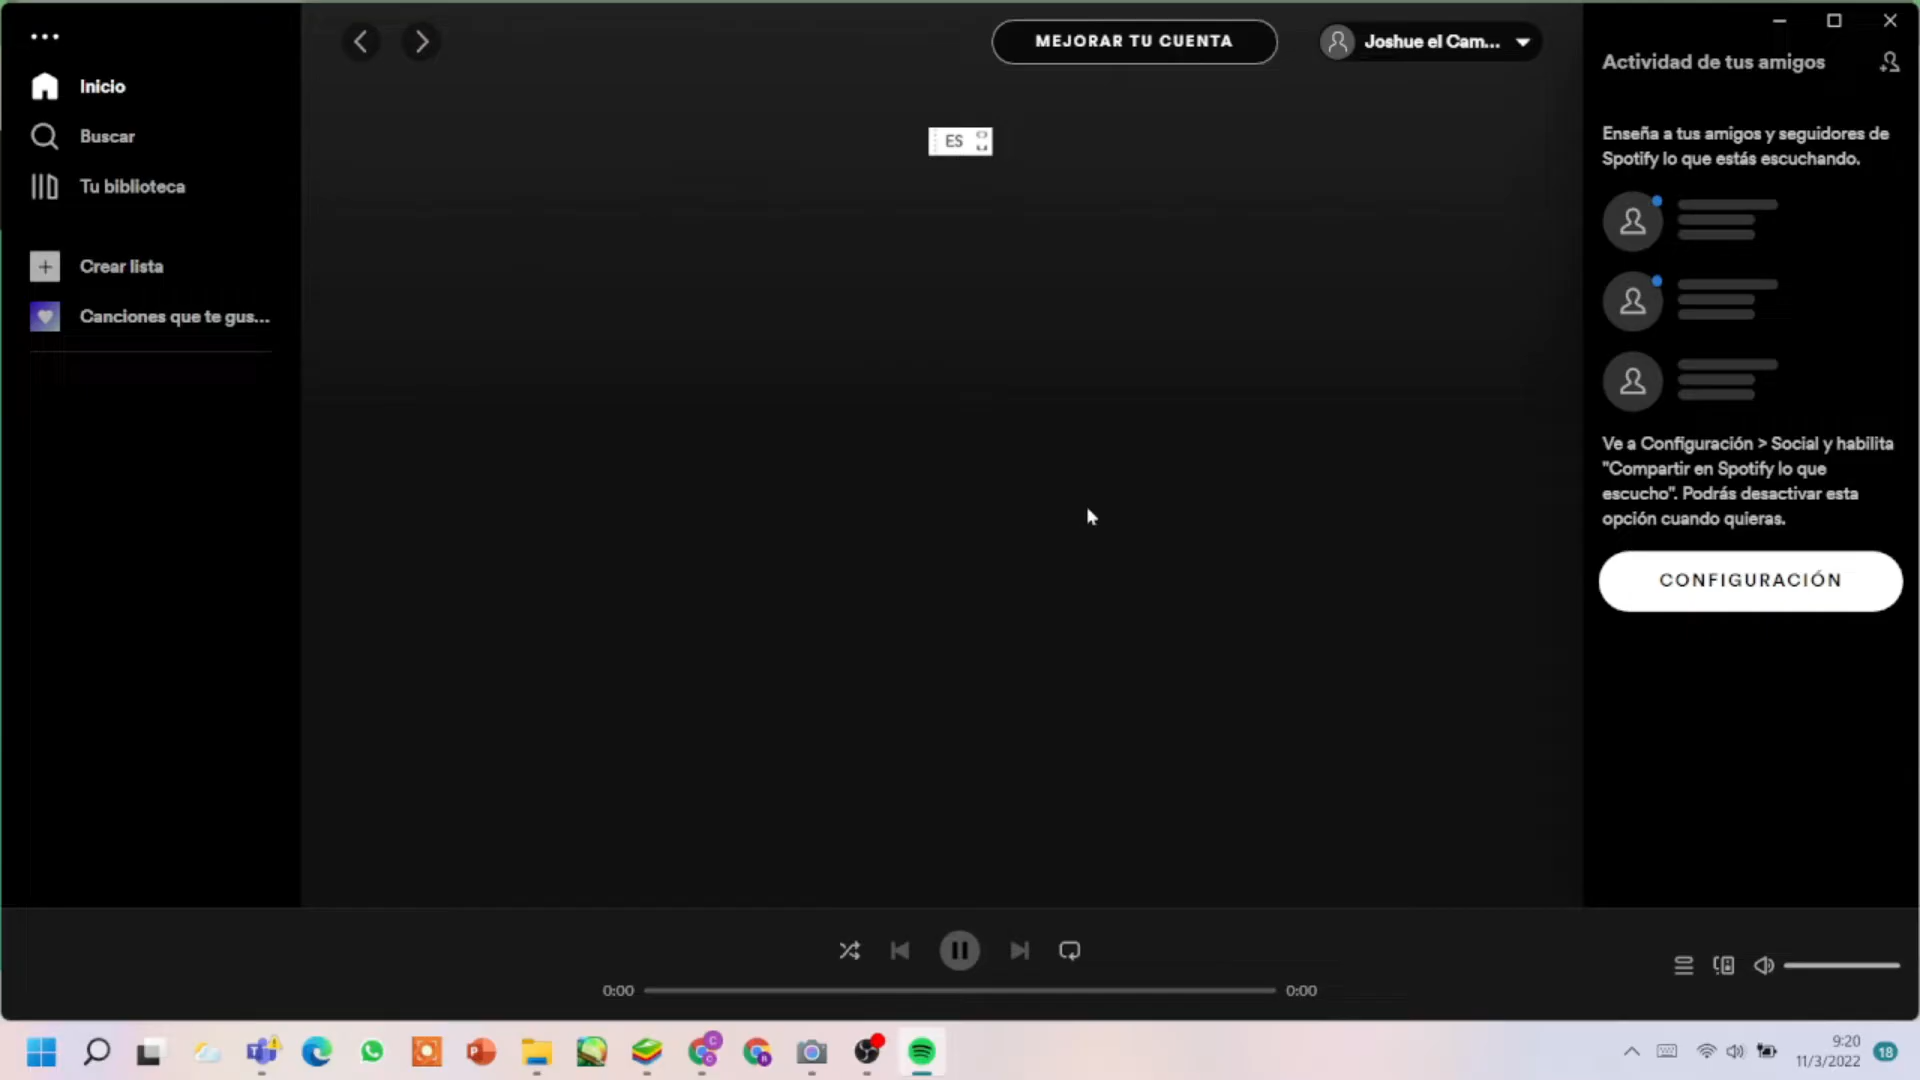 Inicio
Buscar
Tu biblioteca
Crear lista
Canciones que te gus...
MEJORAR TU CUENTA
Joshue el Cam...
ES
Actividad de tus amigos
Enseña a tus amigos y seguidores de
Spotify lo que estás escuchando.
Ve a Configuración > Social y habilita
"Compartir en Spotify lo que
escucho". Podrás desactivar esta
opción cuando quieras.
CONFIGURACIÓN
0:00
0:00
9:20
11/3/2022
18